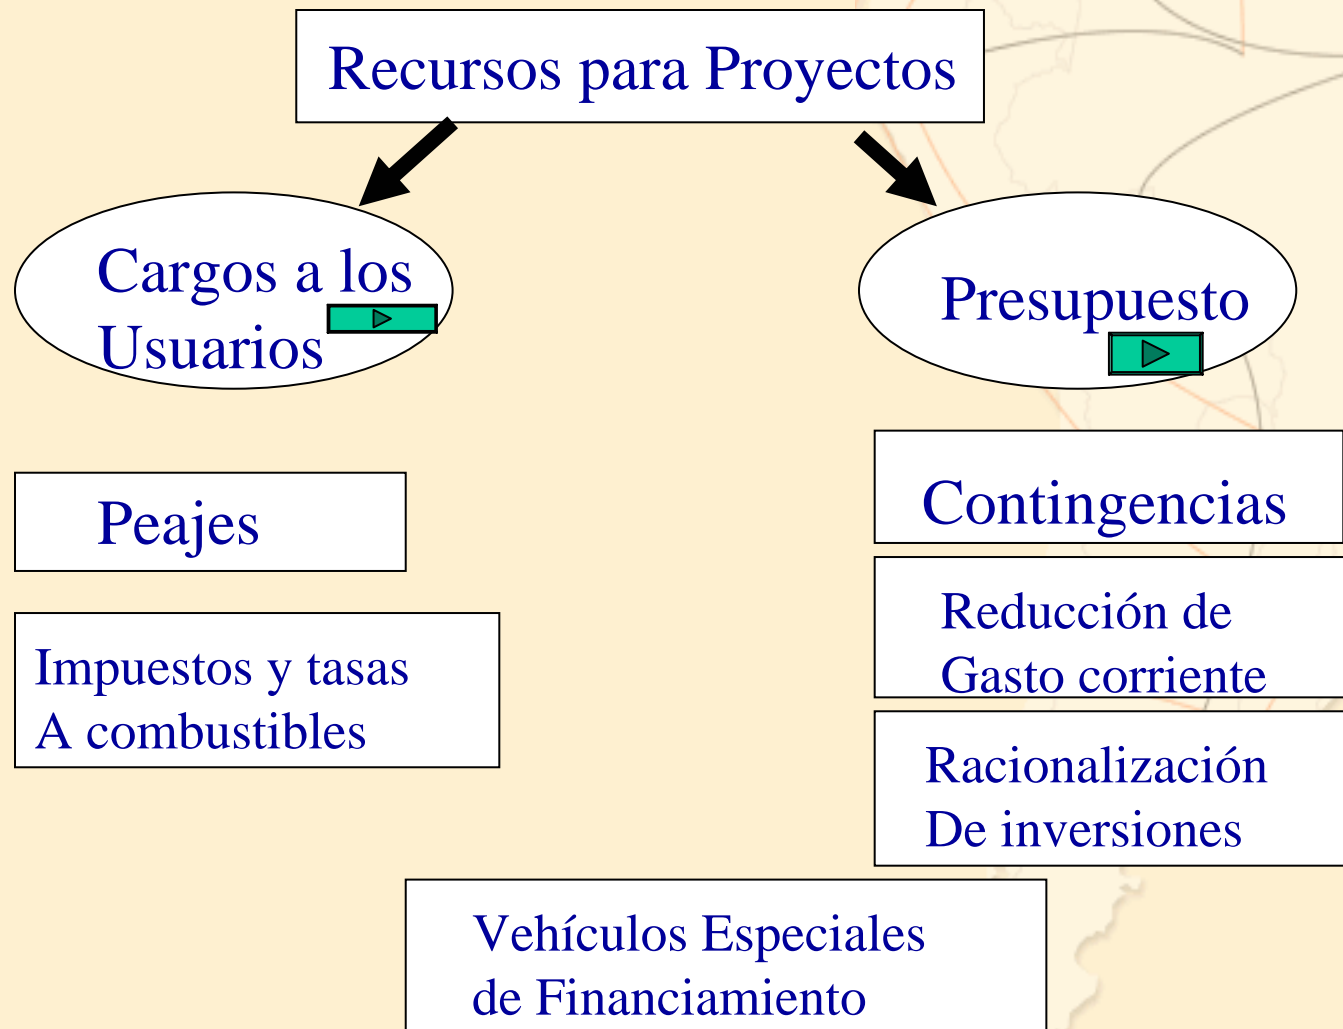 Recursos para Proyectos
Cargos a los
Usuarios
Presupuesto
Peajes
Impuestos y tasas
A combustibles
Contingencias
Reducción de
Gasto corriente
Racionalización
De inversiones
Vehículos Especiales
de Financiamiento